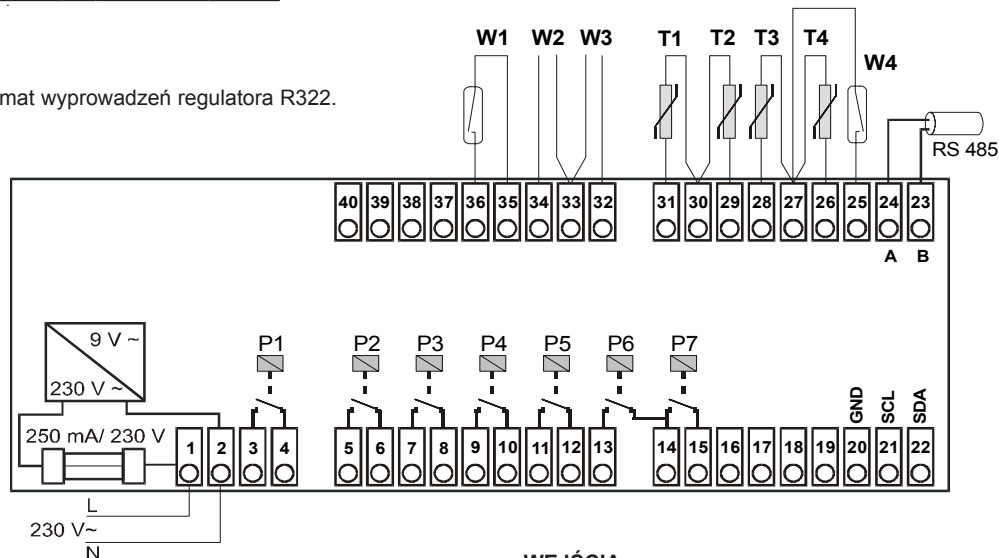 W1 W2 W3 T1 T2 T3 T4
W4
mat wyprowadzeń regulatora R322.
RS 485
40 39 38 37 36 35 34 33 32 31 30 29 28 27 26 25 24 23
A B
9 V ~
230 V ~
P1 P2 P3 P4 P5 P6 P7
250 mA/ 230 V
GND SCL SDA
1 2 3 4 5 6 7 8 9 10 11 12 13 14 15 16 17 18 19 20 21 22
L
230 V~
N